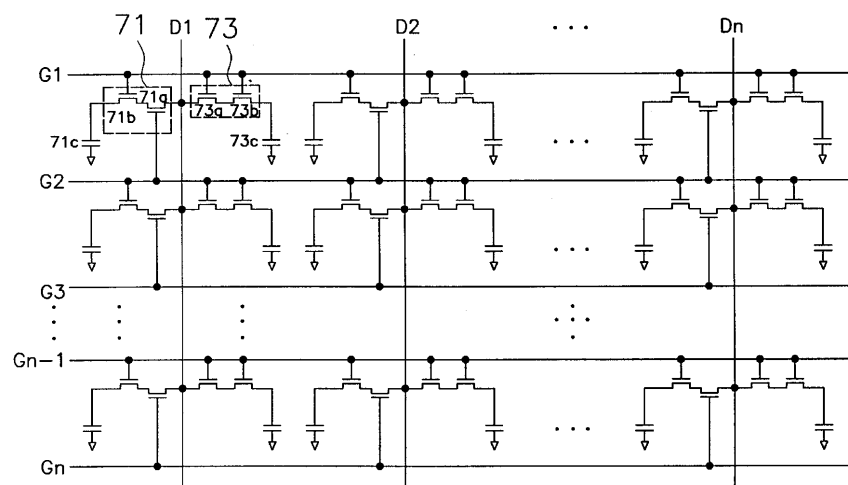 71 D1 73 D2 ... Dn
G1
71a
71b 73a 73b
71c 73c ...
G2
...
G3
...
Gn-1
...
Gn